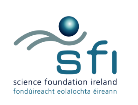 sfi
science foundation ireland
fondúireacht eolaíochta éireann